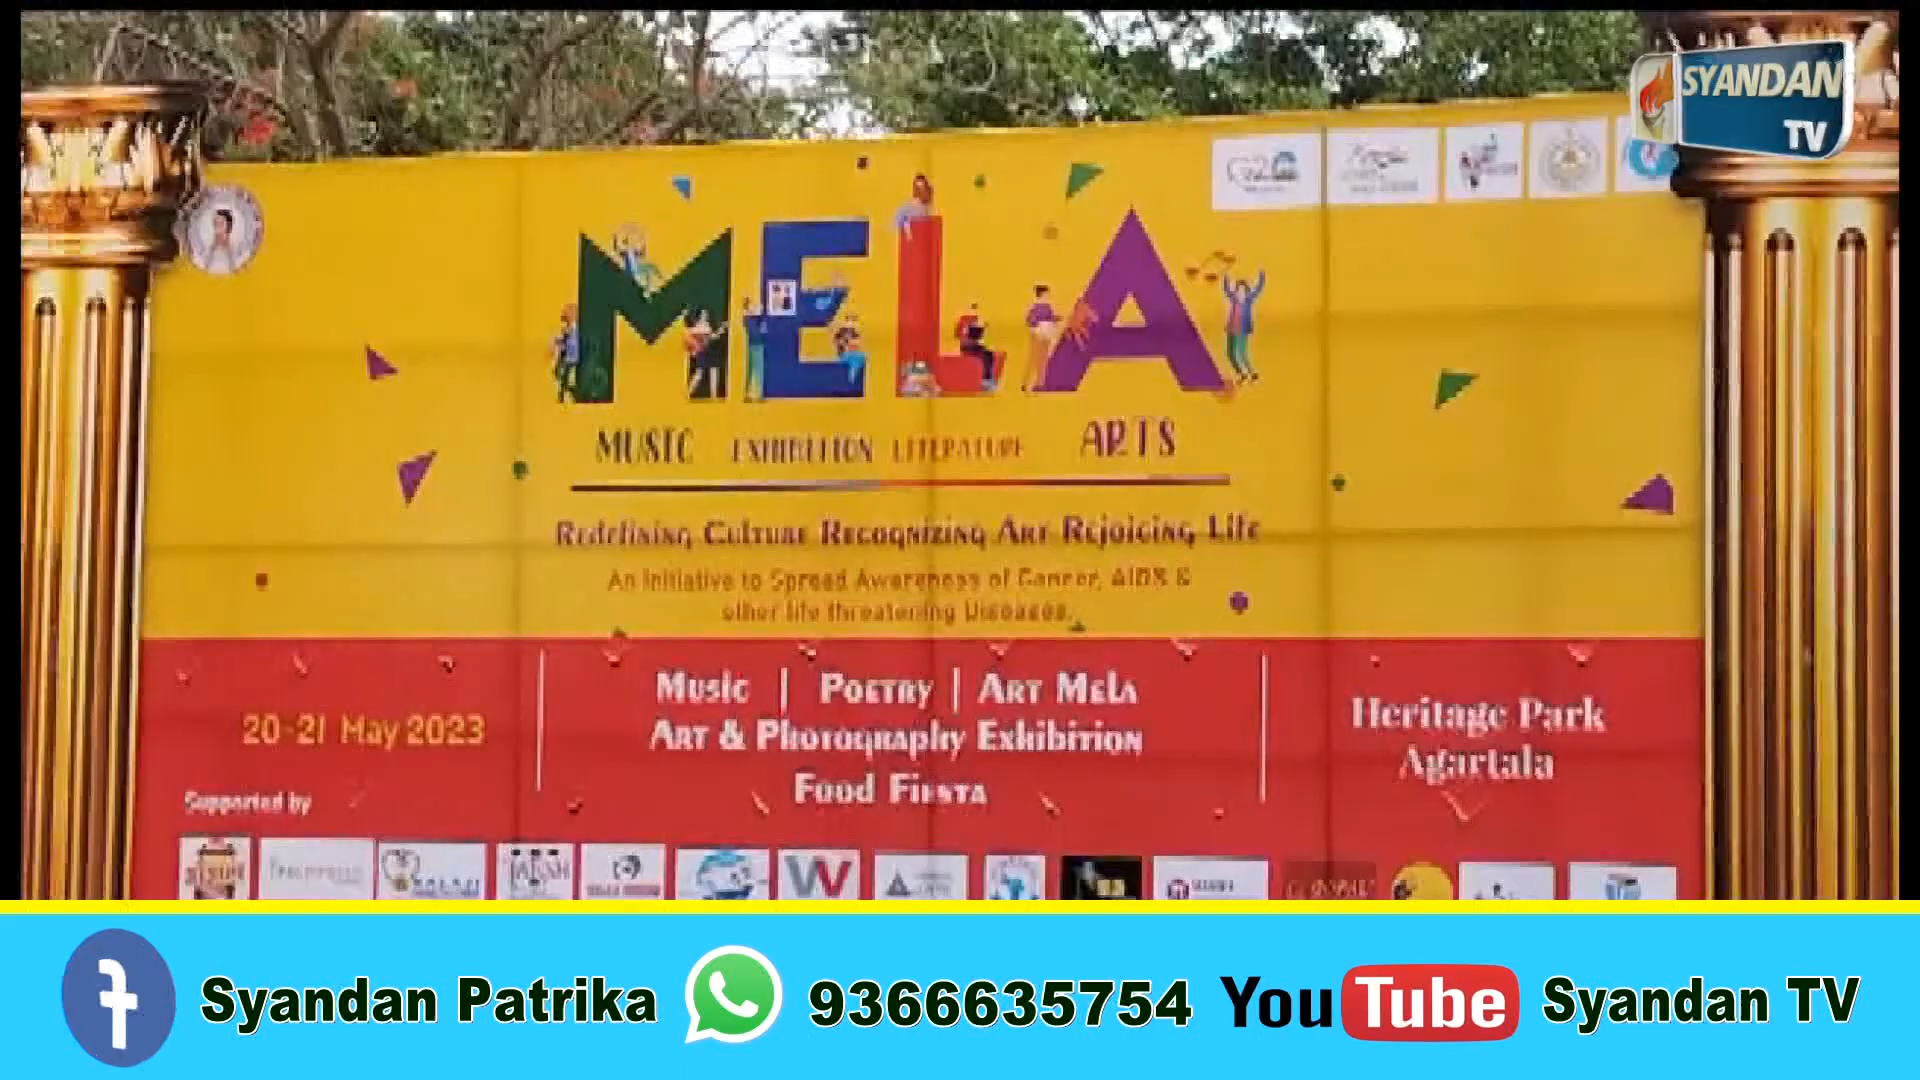 SYANDAN
TV
MELA
MUSIC EXHIBITION LITERATURE ARTS
Redefining Culture Recognizing Art Rejoicing Life
An Initiative to Spread Awareness of Cancer, AIDS &
other life threatening Diseases.
20-21 May 2023
Music | Poetry | Art Mela
Art & Photography Exhibition
Food Fiesta
Heritage Park
Agartala
Supported by
Syandan Patrika 9366635754 YouTube Syandan TV